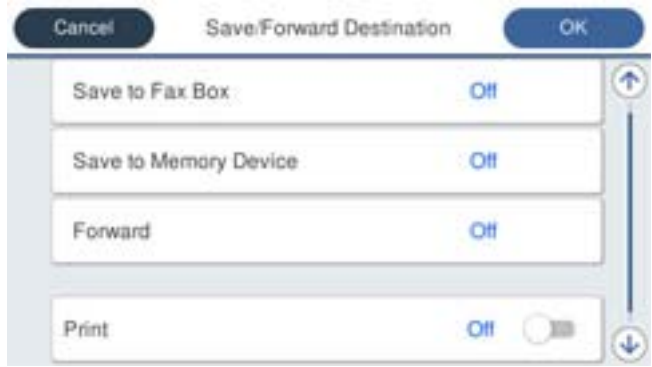 Cancel Save/Forward Destination OK
Save to Fax Box Off
Save to Memory Device Off
Forward Off
Print Off